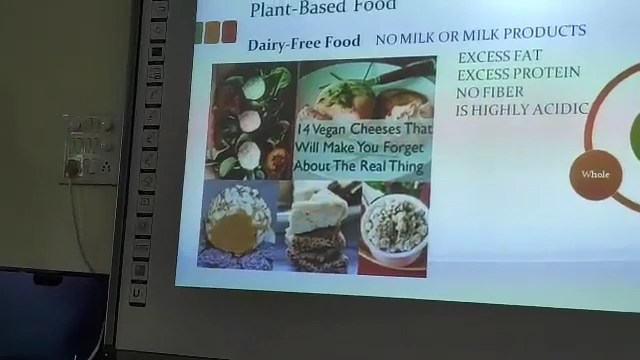 Plant-Based Food
Dairy-Free Food
NO MILK OR MILK PRODUCTS
EXCESS FAT
EXCESS PROTEIN
NO FIBER
IS HIGHLY ACIDIC
14 Vegan Cheeses That
Will Make You Forget
About The Real Thing
Whole